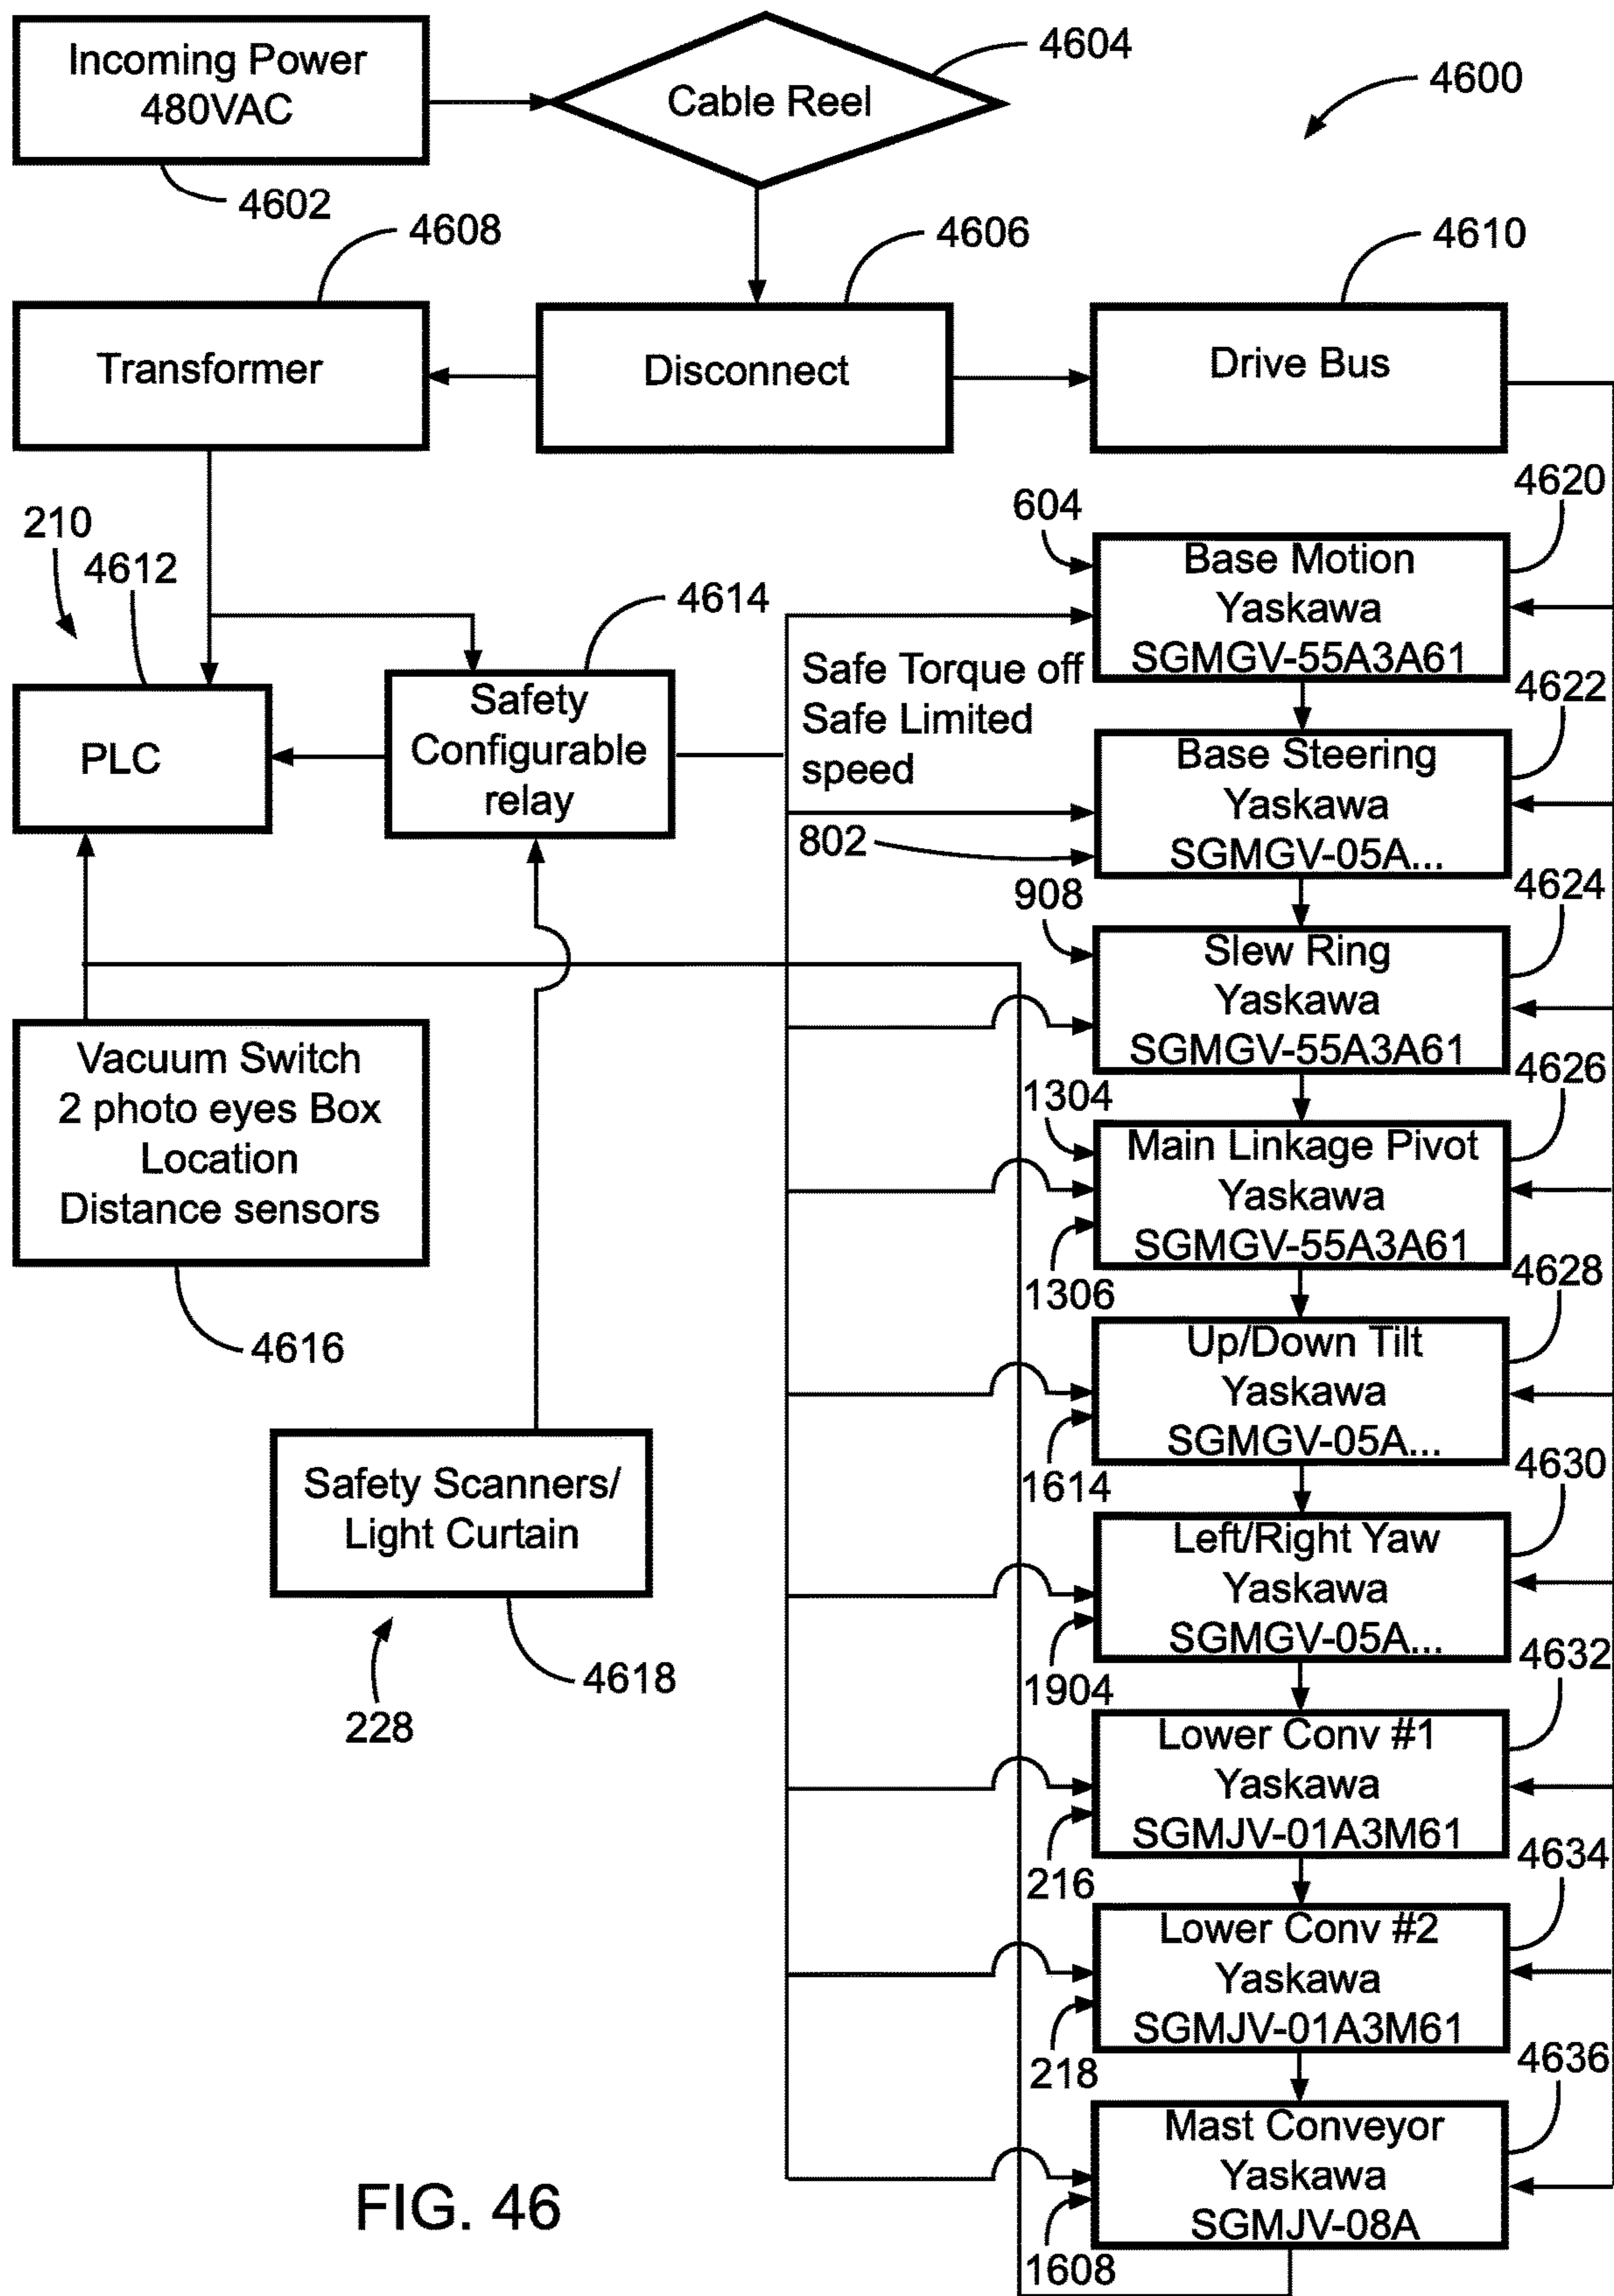 Incoming Power
480VAC
4602
Cable Reel
4604
4600
4608
Transformer
4606
Disconnect
4610
Drive Bus
210
4612
PLC
4614
Safety
Configurable
relay
Safe Torque off
Safe Limited
speed
604
4620
Base Motion
Yaskawa
SGMGV-55A3A61
4622
Base Steering
Yaskawa
SGMGV-05A...
802
908
4624
Slew Ring
Yaskawa
SGMGV-55A3A61
Vacuum Switch
2 photo eyes Box
Location
Distance sensors
4616
1304
4626
Main Linkage Pivot
Yaskawa
SGMGV-55A3A61
1306
4628
Up/Down Tilt
Yaskawa
SGMGV-05A...
1614
Safety Scanners/
Light Curtain
4618
228
4630
Left/Right Yaw
Yaskawa
SGMGV-05A...
1904
4632
Lower Conv #1
Yaskawa
SGMJV-01A3M61
216
4634
Lower Conv #2
Yaskawa
SGMJV-01A3M61
218
4636
Mast Conveyor
Yaskawa
SGMJV-08A
1608
FIG. 46